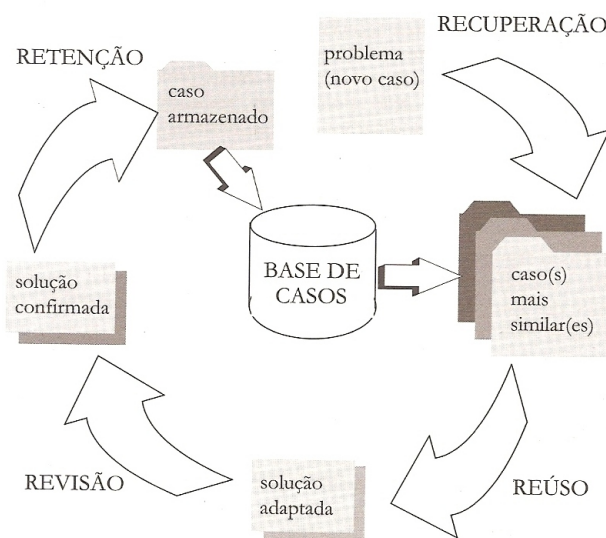 RECUPERAÇÃO
problema
(novo caso)
RETENÇÃO
caso
armazenado
BASE DE
CASOS
caso(s)
mais
similar(es)
solução
confirmada
REVISÃO
solução
adaptada
REÚSO